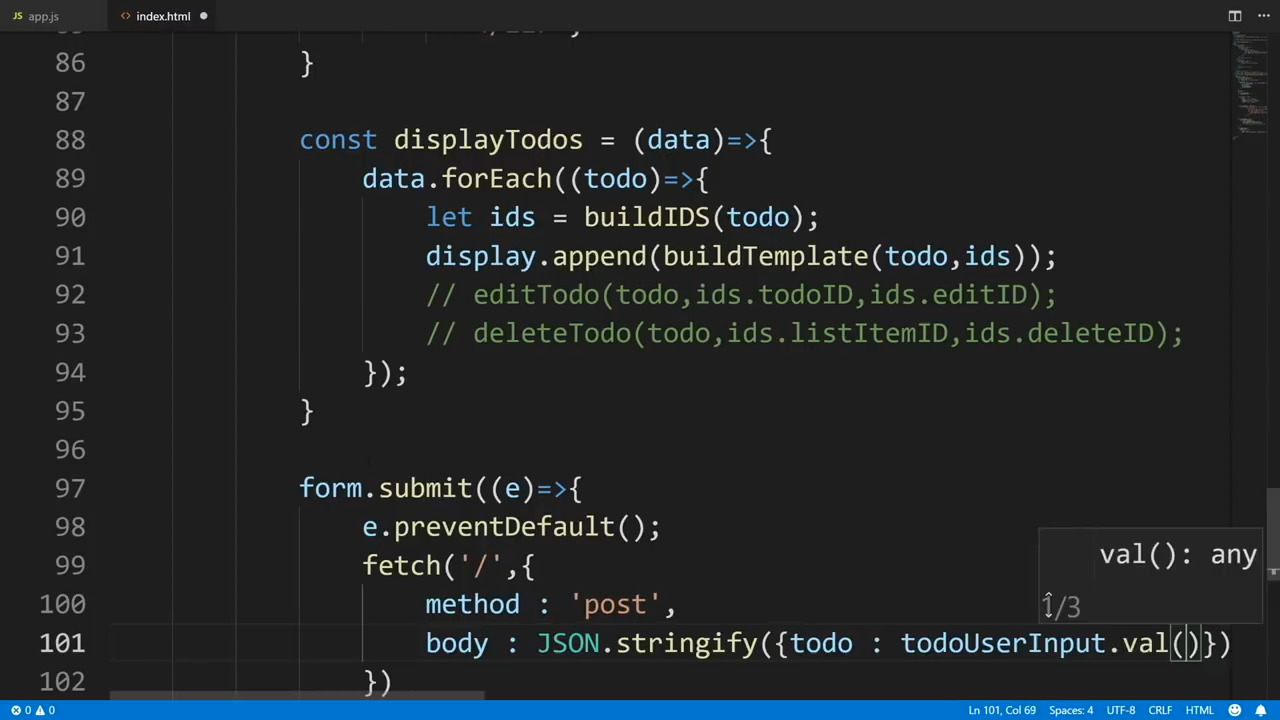 JS app.js <> index.html
86 }
87
88 const displayTodos = (data)=>{
89 data.forEach((todo)=>{
90 let ids = buildIDS(todo);
91 display.append(buildTemplate(todo,ids));
92 // editTodo(todo,ids.todoID,ids.editID);
93 // deleteTodo(todo,ids.listItemID,ids.deleteID);
94 });
95 }
96
97 form.submit((e)=>{
98 e.preventDefault();
99 fetch('/',{
val(): any
100 method : 'post',
1/3
101 body : JSON.stringify({todo : todoUserInput.val()})
102 })
0 0 Ln 101, Col 69 Spaces: 4 UTF-8 CRLF HTML